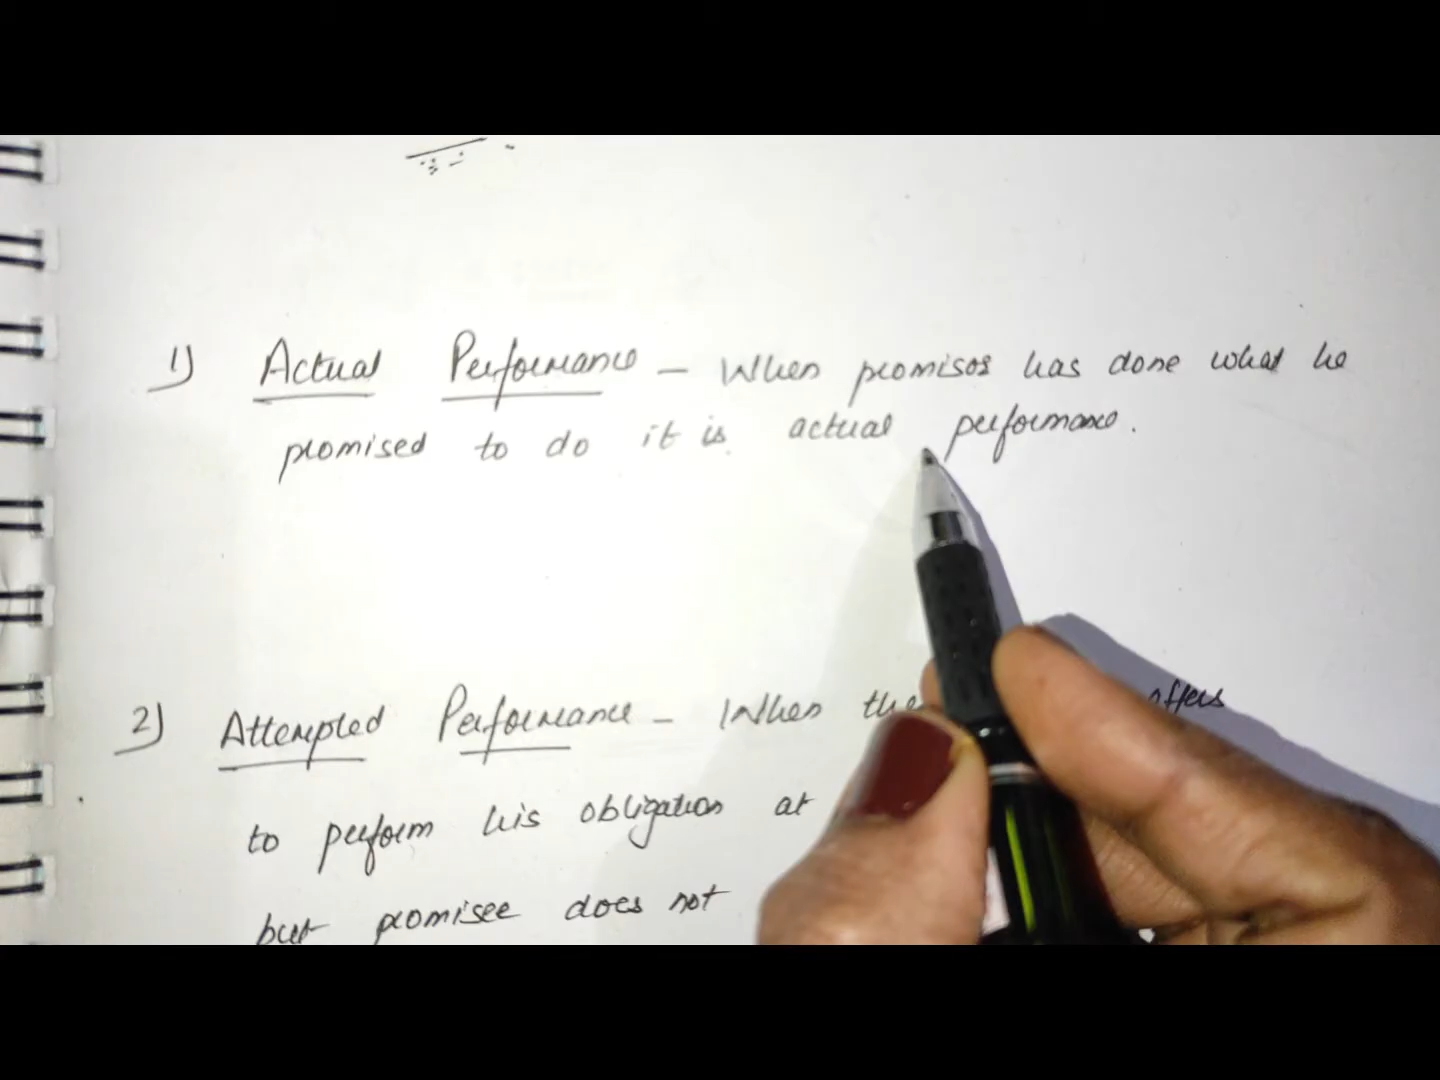 1) Actual Performance - When promisor has done what he
promised to do it is actual performance.
2) Attempted Performance - When the offers
to perform his obligation at
but promisee does not